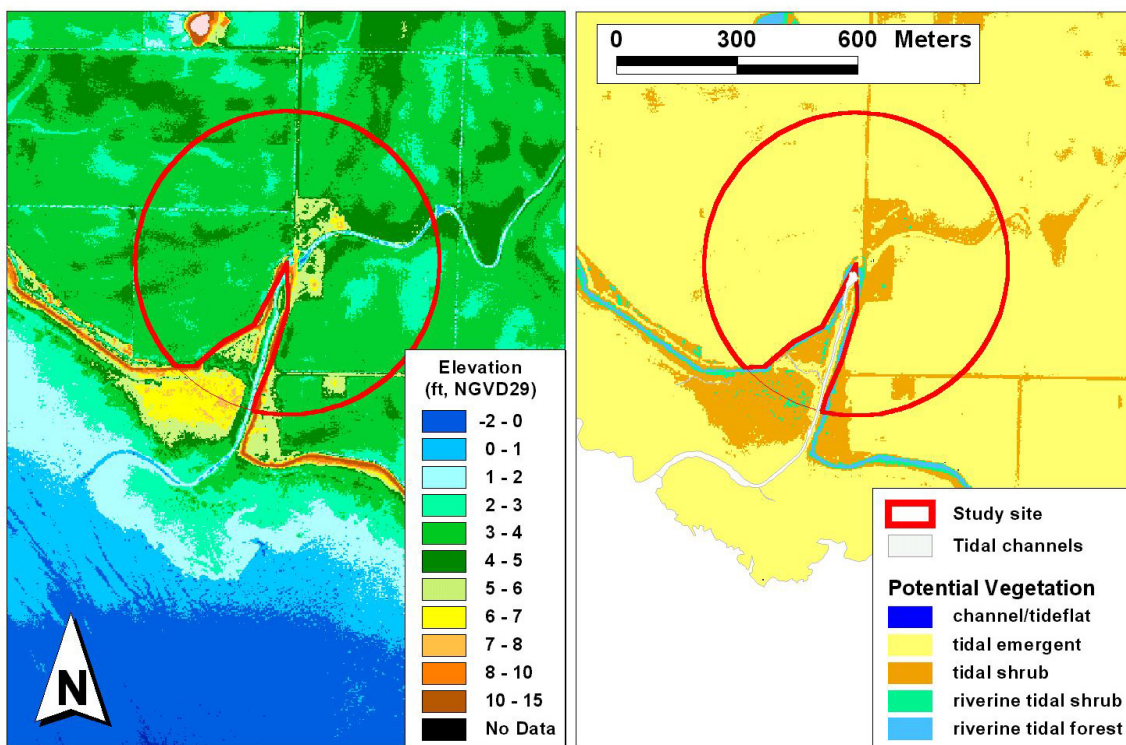 Elevation
(ft, NGVD29)
-2 - 0
0 - 1
1 - 2
2 - 3
3 - 4
4 - 5
5 - 6
6 - 7
7 - 8
8 - 10
10 - 15
No Data
N
0 300 600 Meters
Study site
Tidal channels
Potential Vegetation
channel/tideflat
tidal emergent
tidal shrub
riverine tidal shrub
riverine tidal forest